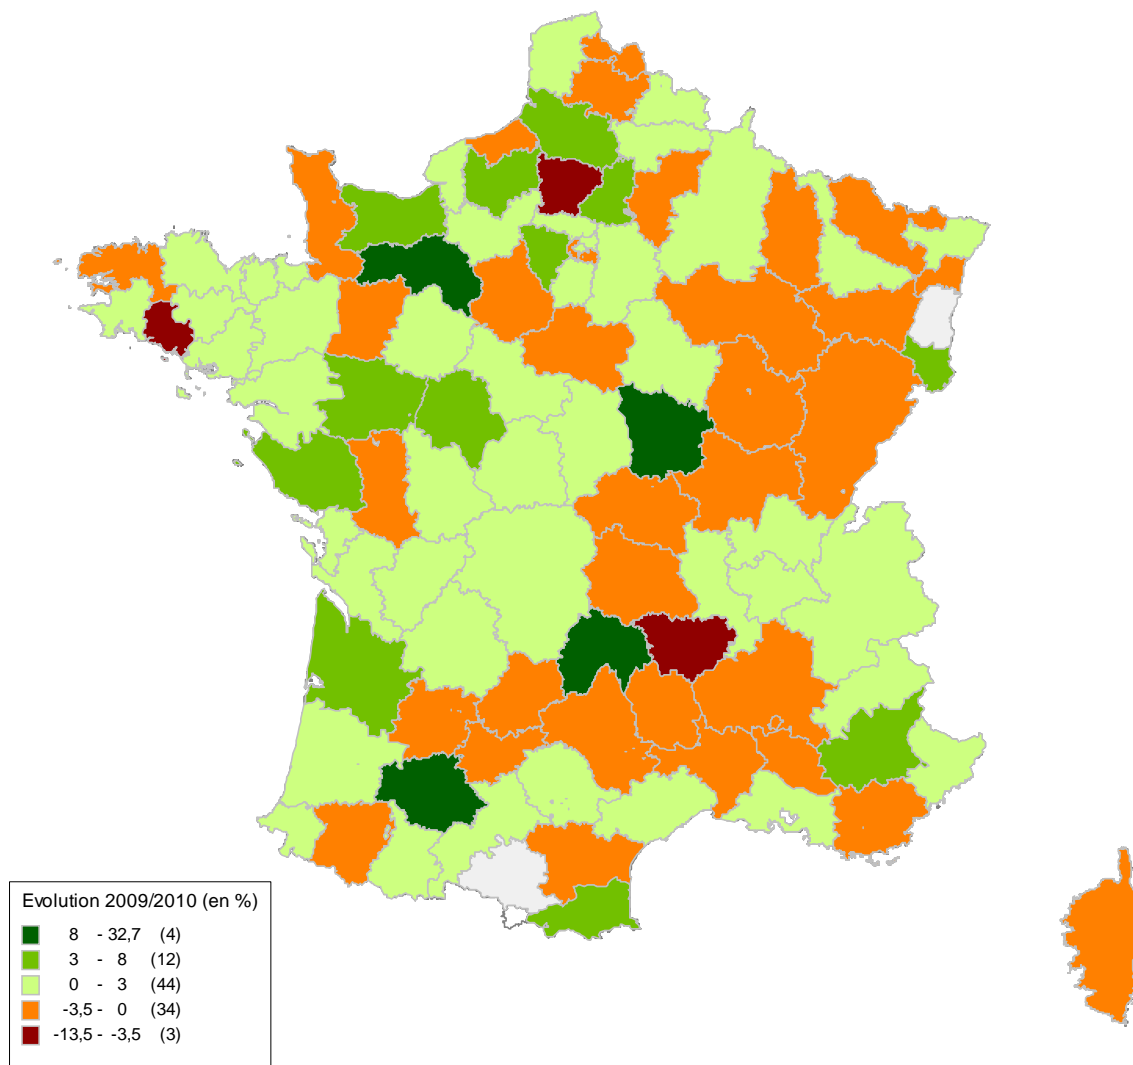 Evolution 2009/2010 (en %)
8 - 32,7 (4)
3 - 8 (12)
0 - 3 (44)
-3,5 - 0 (34)
-13,5 - -3,5 (3)